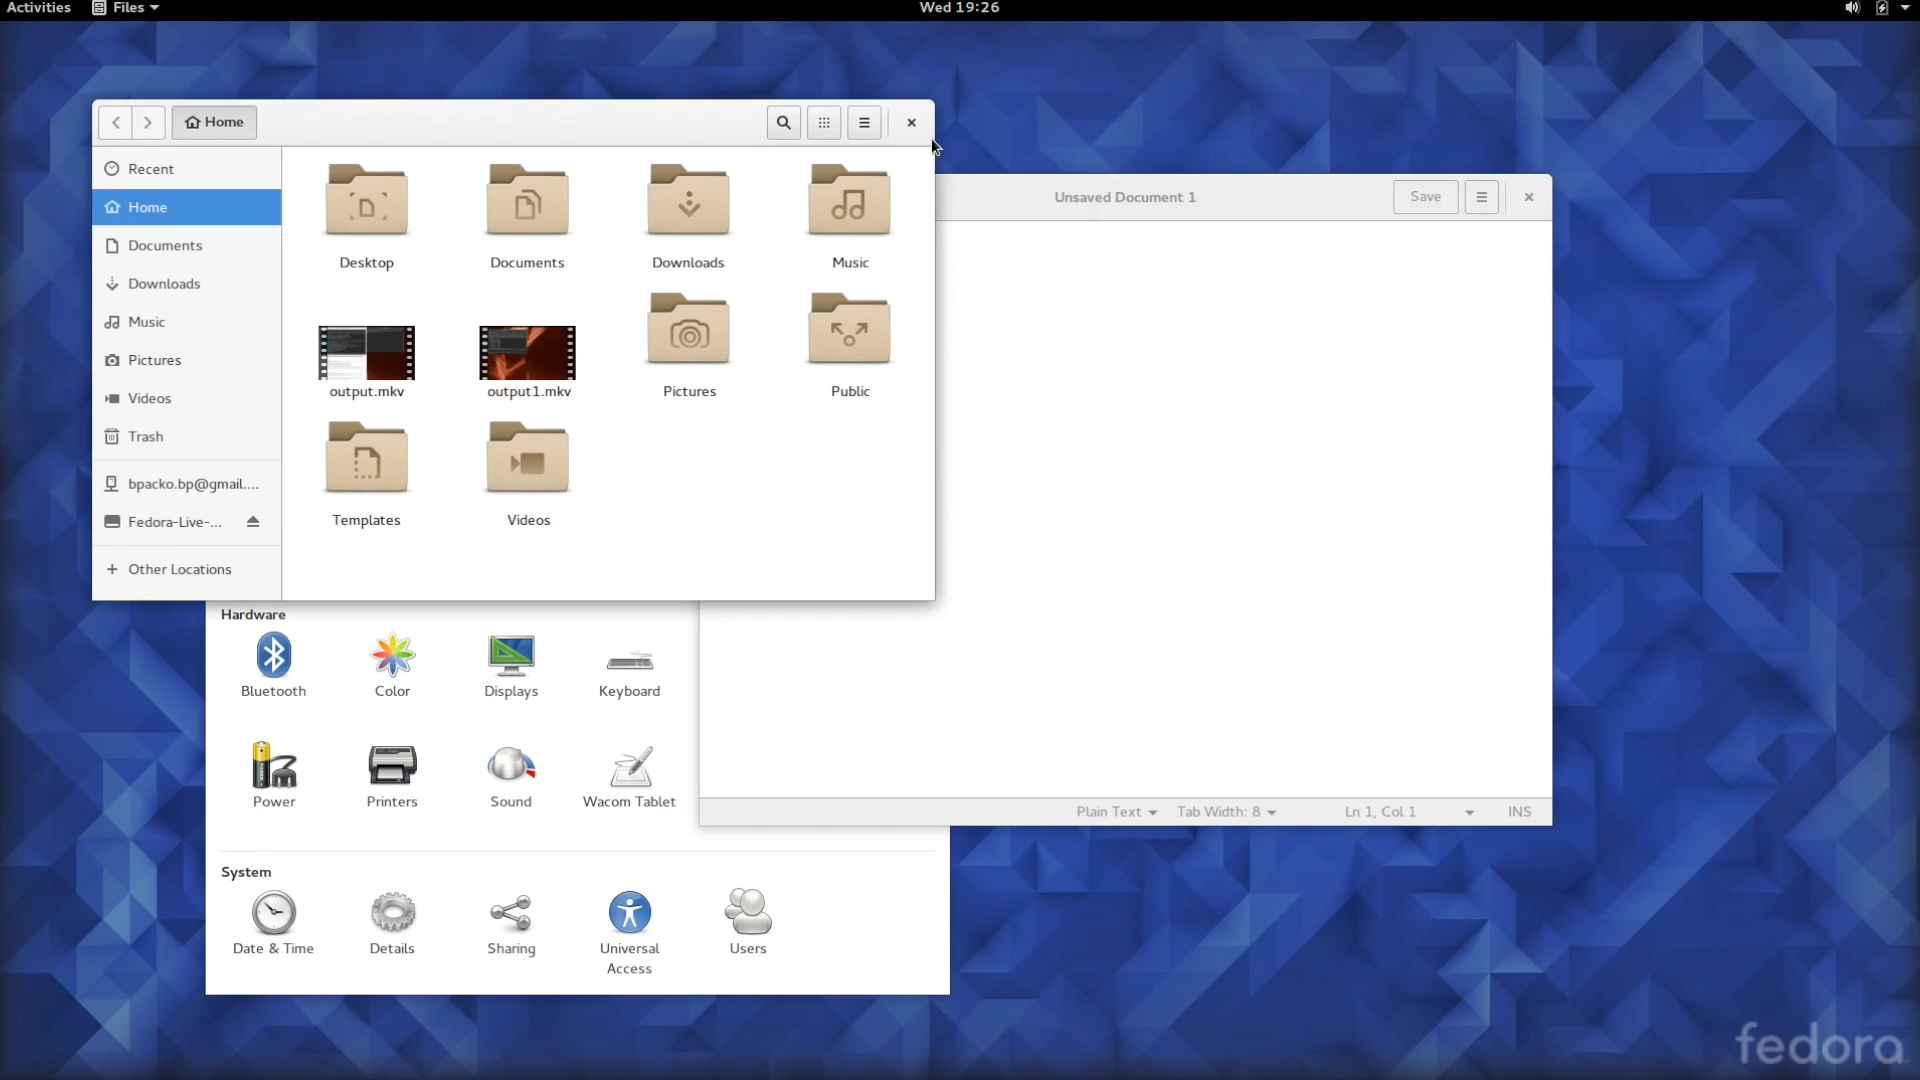 Activities Files Wed 19:26
Home
Recent
Home
Documents
Downloads
Music
Pictures
Videos
Trash
bpacko.bp@gmail....
Fedora-Live-...
Other Locations
Desktop Documents Downloads Music
output.mkv output1.mkv Pictures Public
Templates Videos
Unsaved Document 1 Save
Plain Text Tab Width: 8 Ln 1, Col 1 INS
Hardware
Bluetooth Color Displays Keyboard
Power Printers Sound Wacom Tablet
System
Date & Time Details Sharing Universal Users
Access
fedora